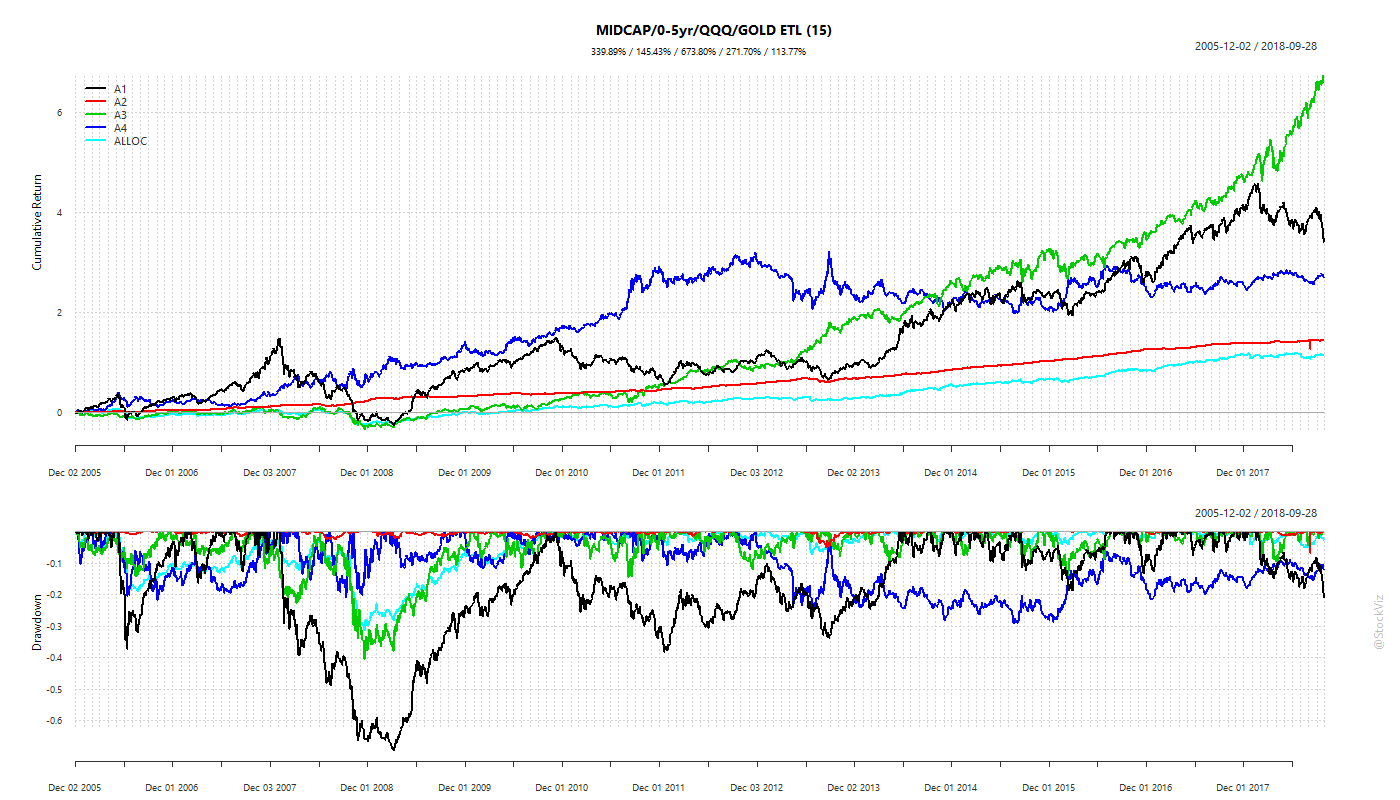 MIDCAP/0-5yr/QQQ/GOLD ETL (15)
339.89% / 145.43% / 673.80% / 271.70% / 113.77%
2005-12-02 / 2018-09-28
A1
A2
A3
A4
ALLOC
Cumulative Return
6
4
2
0
Dec 02 2005 Dec 01 2006 Dec 03 2007 Dec 01 2008 Dec 01 2009 Dec 01 2010 Dec 01 2011 Dec 03 2012 Dec 02 2013 Dec 01 2014 Dec 01 2015 Dec 01 2016 Dec 01 2017
2005-12-02 / 2018-09-28
Drawdown
-0.1
-0.2
-0.3
-0.4
-0.5
-0.6
Dec 02 2005 Dec 01 2006 Dec 03 2007 Dec 01 2008 Dec 01 2009 Dec 01 2010 Dec 01 2011 Dec 03 2012 Dec 02 2013 Dec 01 2014 Dec 01 2015 Dec 01 2016 Dec 01 2017
@StockViz